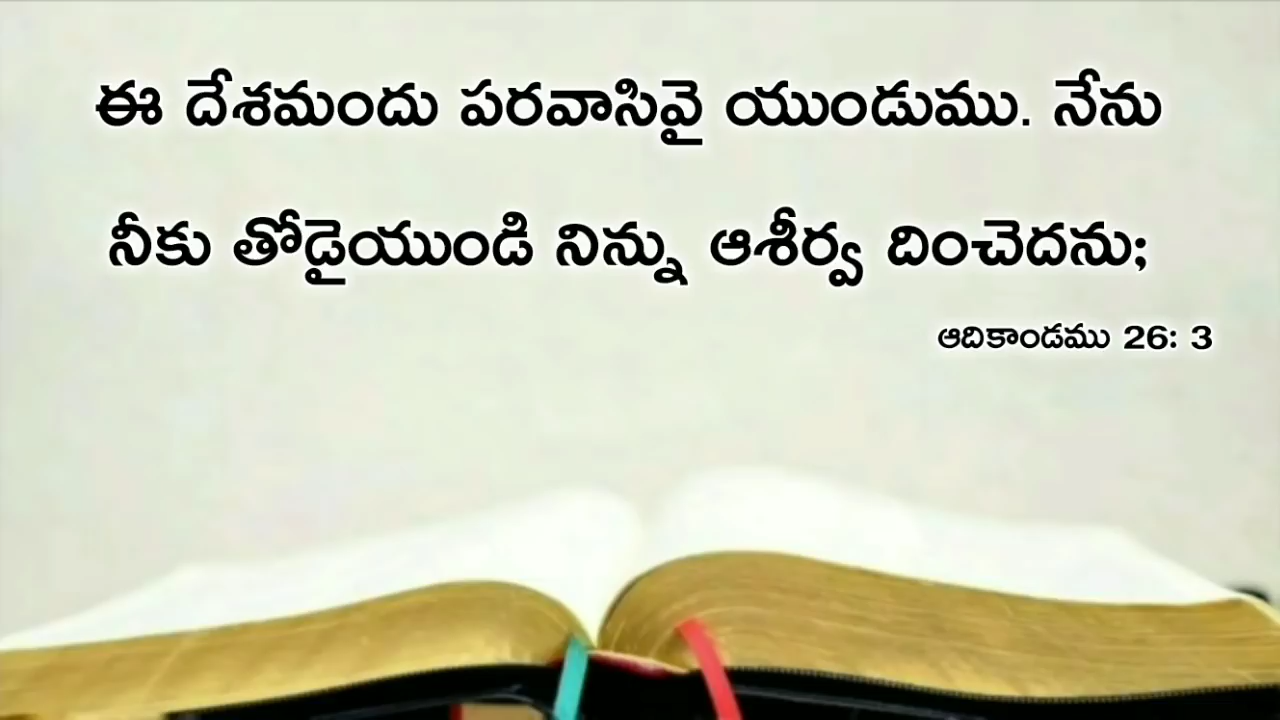 ఈ దేశమందు పరవాసివై యుండుము. నేను
నీకు తోడైయుండి నిన్ను ఆశీర్వ దించెదను;
ఆదికాండము 26: 3